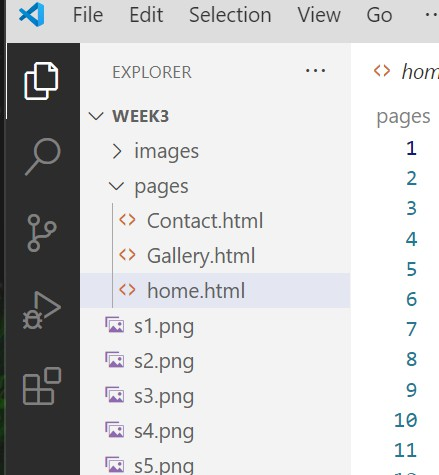 File Edit Selection View Go
EXPLORER ...
hom
WEEK3
pages
images
1
pages
2
Contact.html
3
Gallery.html
4
5
home.html
6
s1.png
7
s2.png
8
s3.png
9
s4.png
10
s5.png
11